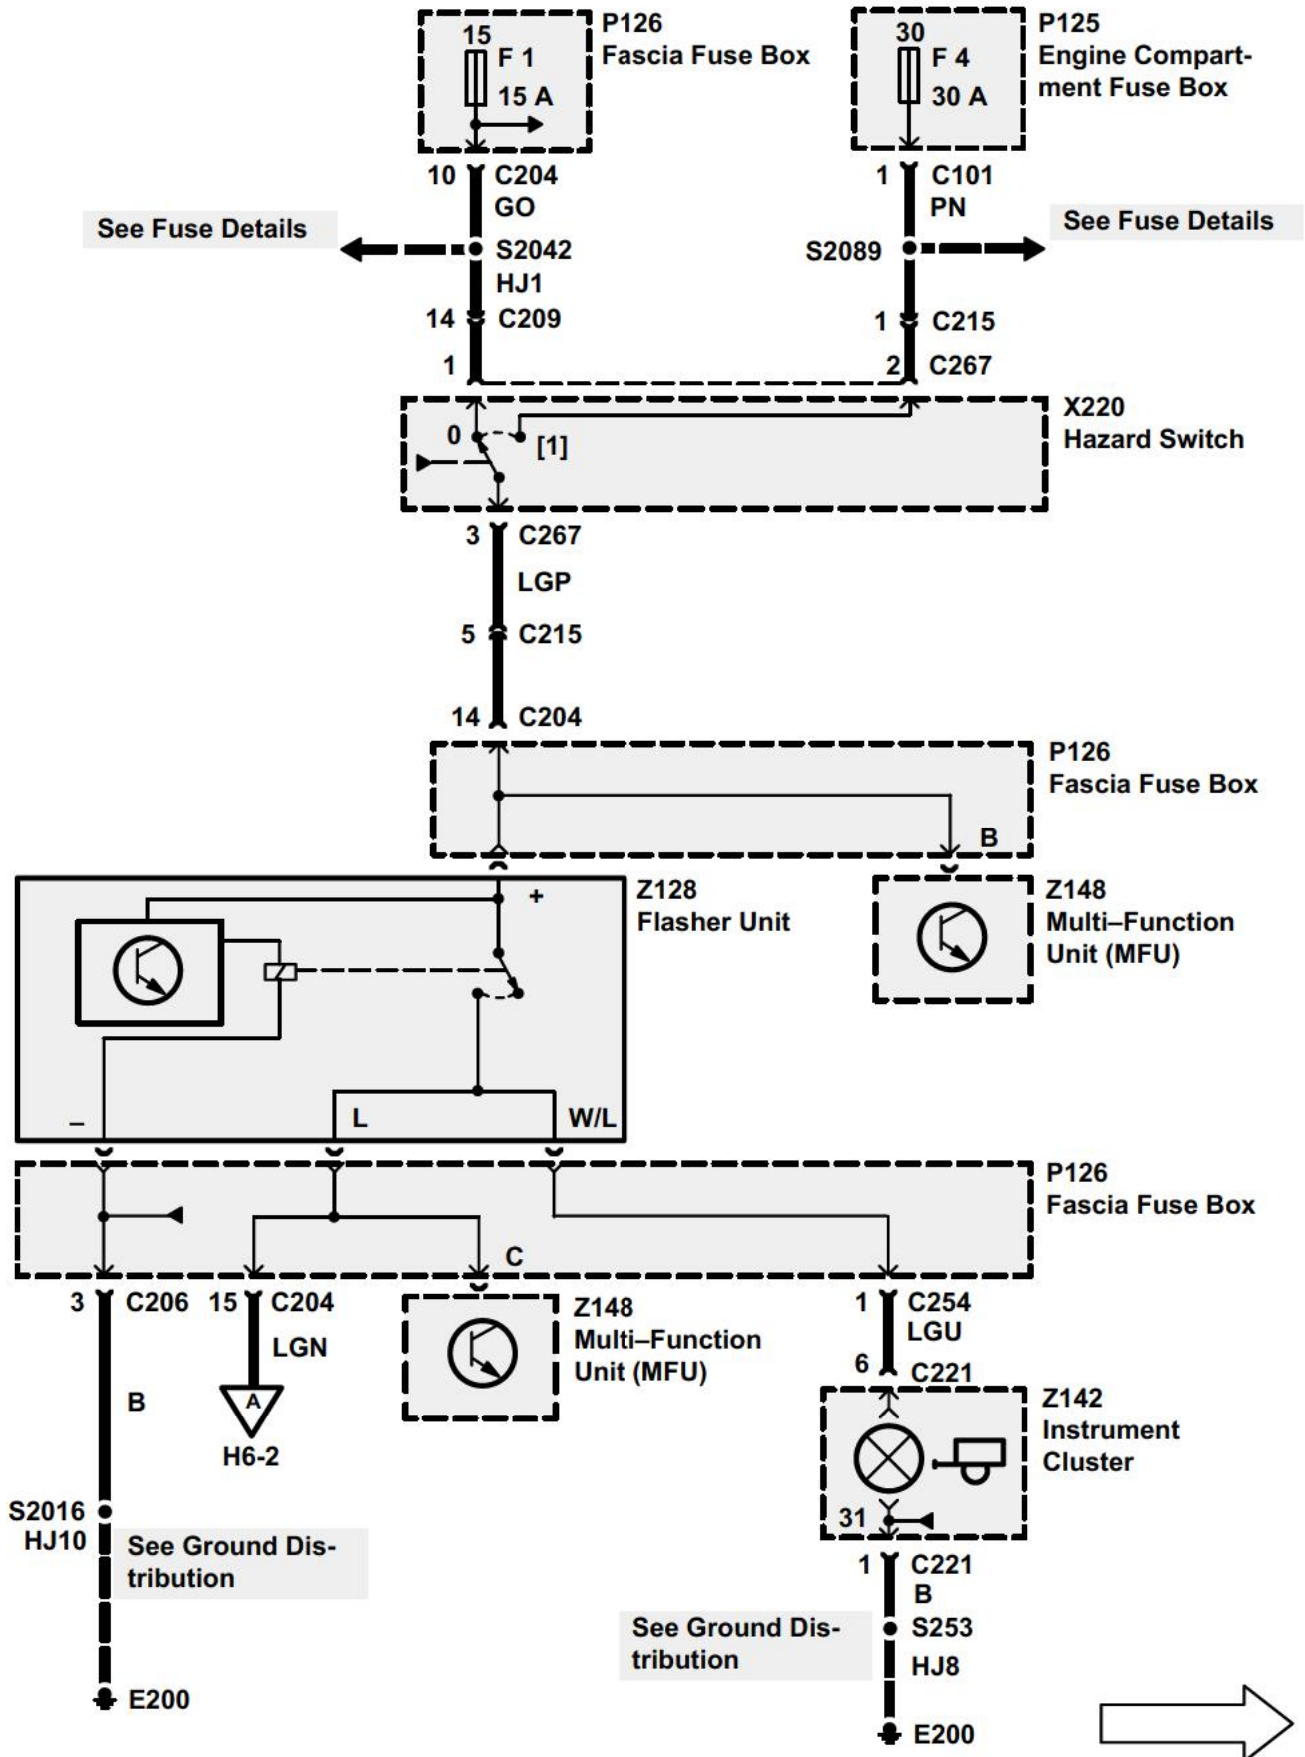 15
F 1
15 A
P126
Fascia Fuse Box
30
F 4
30 A
P125
Engine Compart-
ment Fuse Box
10 C204
GO
1 C101
PN
See Fuse Details
S2042
HJ1
S2089
See Fuse Details
14 C209
1 C215
1
2 C267
0
[1]
X220
Hazard Switch
3 C267
LGP
5 C215
14 C204
P126
Fascia Fuse Box
B
+
Z128
Flasher Unit
Z148
Multi–Function
Unit (MFU)
–
L
W/L
P126
Fascia Fuse Box
C
3 C206
15 C204
LGN
Z148
Multi–Function
Unit (MFU)
1 C254
LGU
6 C221
B
A
H6-2
Z142
Instrument
Cluster
31
S2016
HJ10
See Ground Dis-
tribution
1 C221
B
See Ground Dis-
tribution
S253
HJ8
E200
E200